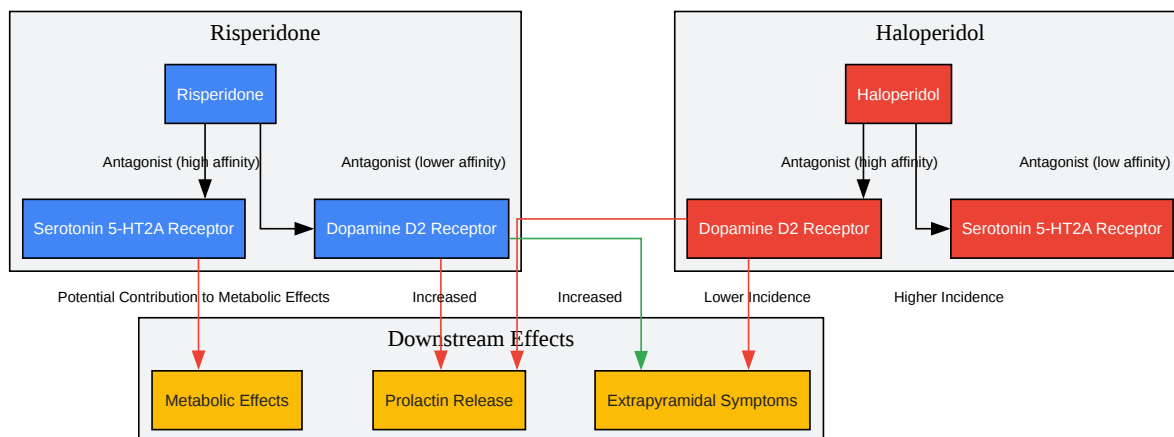 Risperidone
Haloperidol
Risperidone
Haloperidol
Antagonist (high affinity)
Antagonist (lower affinity)
Antagonist (high affinity)
Antagonist (low affinity)
Serotonin 5-HT2A Receptor
Dopamine D2 Receptor
Dopamine D2 Receptor
Serotonin 5-HT2A Receptor
Potential Contribution to Metabolic Effects
Increased
Increased
Lower Incidence
Higher Incidence
Downstream Effects
Metabolic Effects
Prolactin Release
Extrapyramidal Symptoms